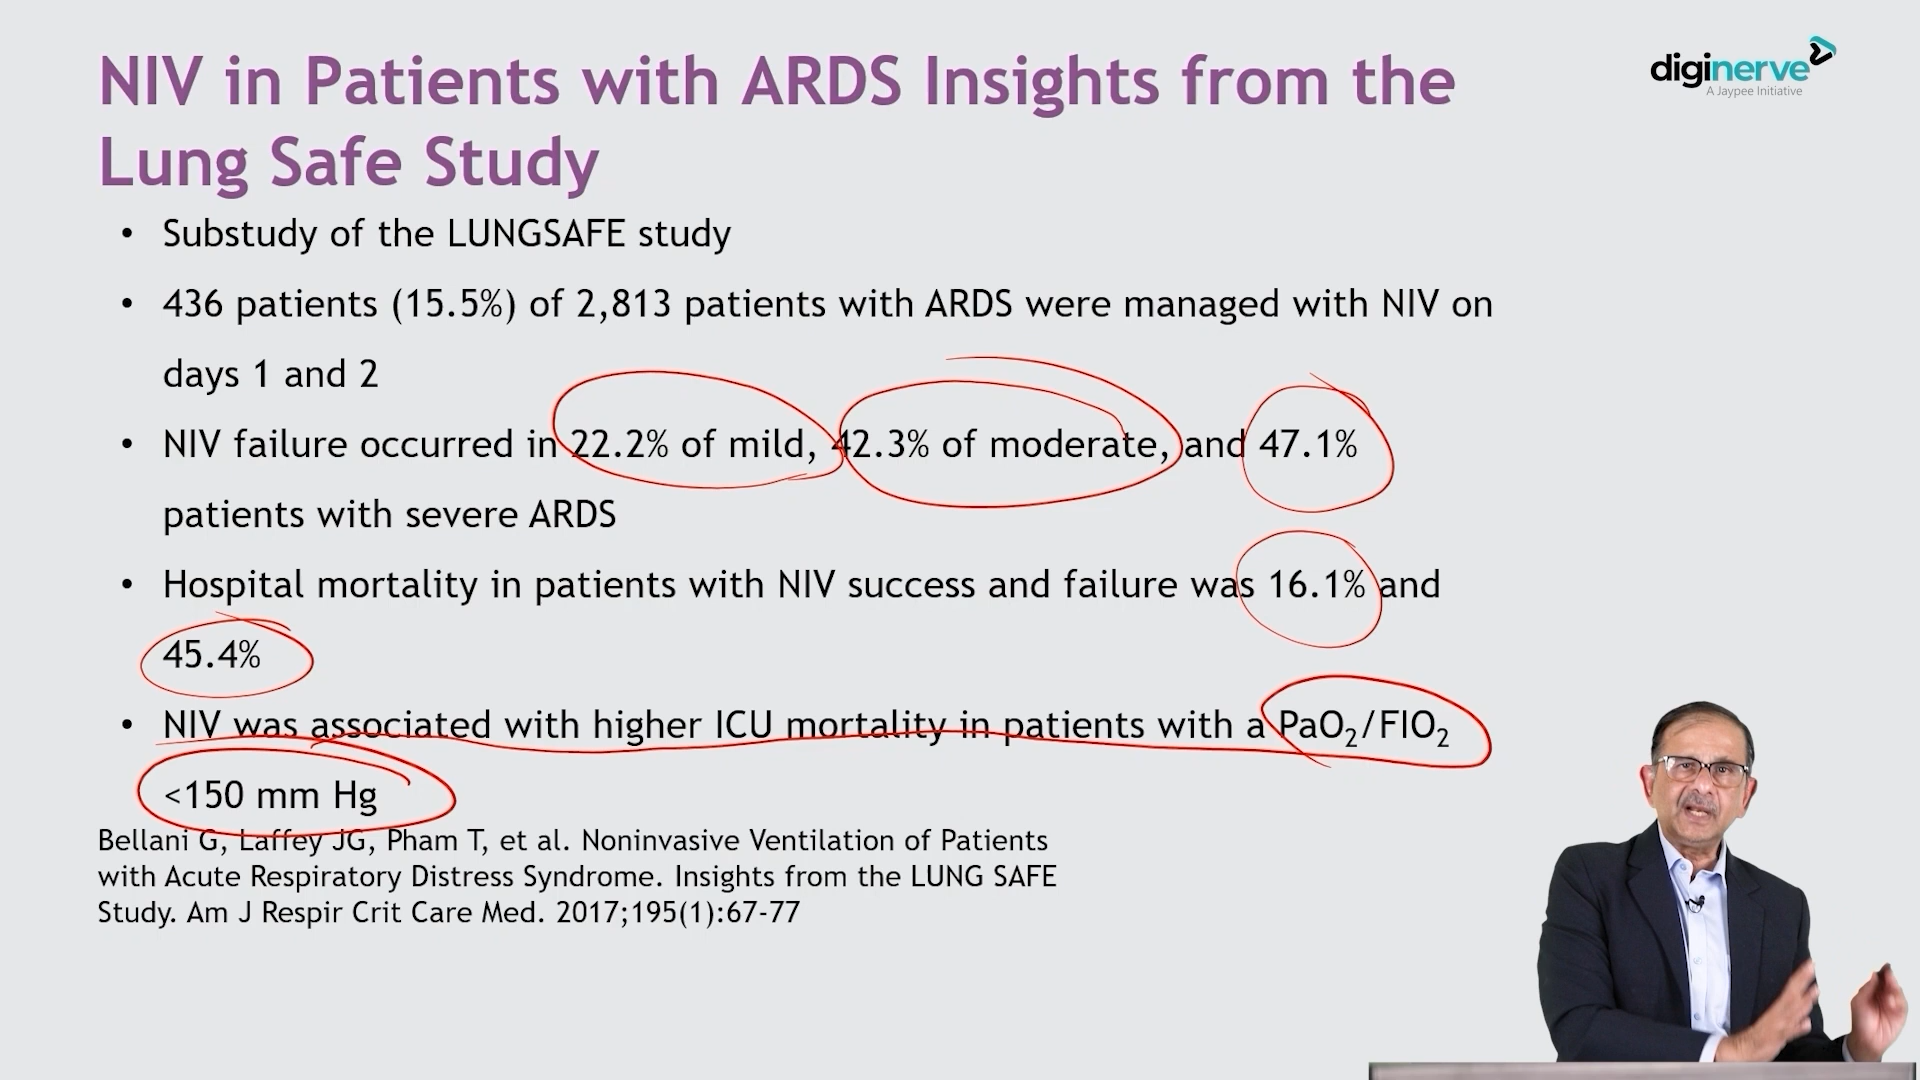 NIV in Patients with ARDS Insights from the
Lung Safe Study
diginerve
A Jaypee Initiative
• Substudy of the LUNGSAFE study
• 436 patients (15.5%) of 2,813 patients with ARDS were managed with NIV on
days 1 and 2
• NIV failure occurred in 22.2% of mild, 42.3% of moderate, and 47.1%
patients with severe ARDS
• Hospital mortality in patients with NIV success and failure was 16.1% and
45.4%
• NIV was associated with higher ICU mortality in patients with a PaO₂/FIO₂
<150 mm Hg
Bellani G, Laffey JG, Pham T, et al. Noninvasive Ventilation of Patients
with Acute Respiratory Distress Syndrome. Insights from the LUNG SAFE
Study. Am J Respir Crit Care Med. 2017;195(1):67-77